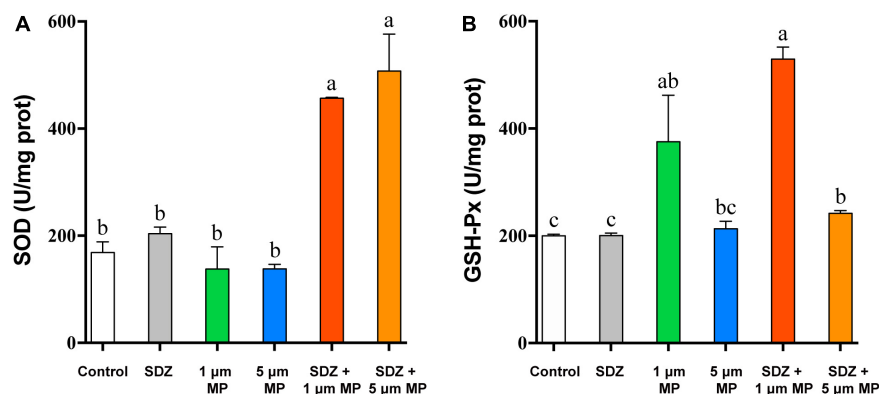 A
SOD (U/mg prot)
600
400
200
0
b
b
b
b
a
a
Control
SDZ
1 µm
MP
5 µm
MP
SDZ +
1 µm MP
SDZ +
5 µm MP
B
GSH-Px (U/mg prot)
600
400
200
0
c
c
ab
bc
a
b
Control
SDZ
1 µm
MP
5 µm
MP
SDZ +
1 µm MP
SDZ +
5 µm MP